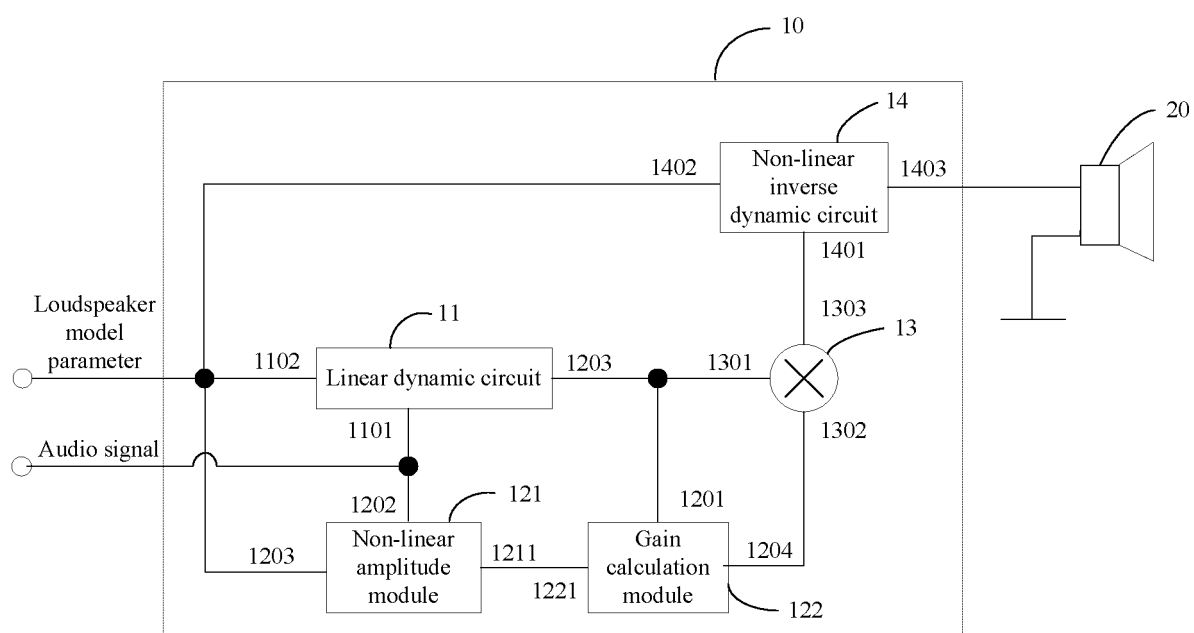 10
14
20
Non-linear
inverse
dynamic circuit
1402
1403
1401
Loudspeaker
model
parameter
11
1303
13
1102
Linear dynamic circuit
1203
1301
1101
1302
Audio signal
1202
121
1201
Non-linear
amplitude
module
1203
1211
1221
Gain
calculation
module
1204
122